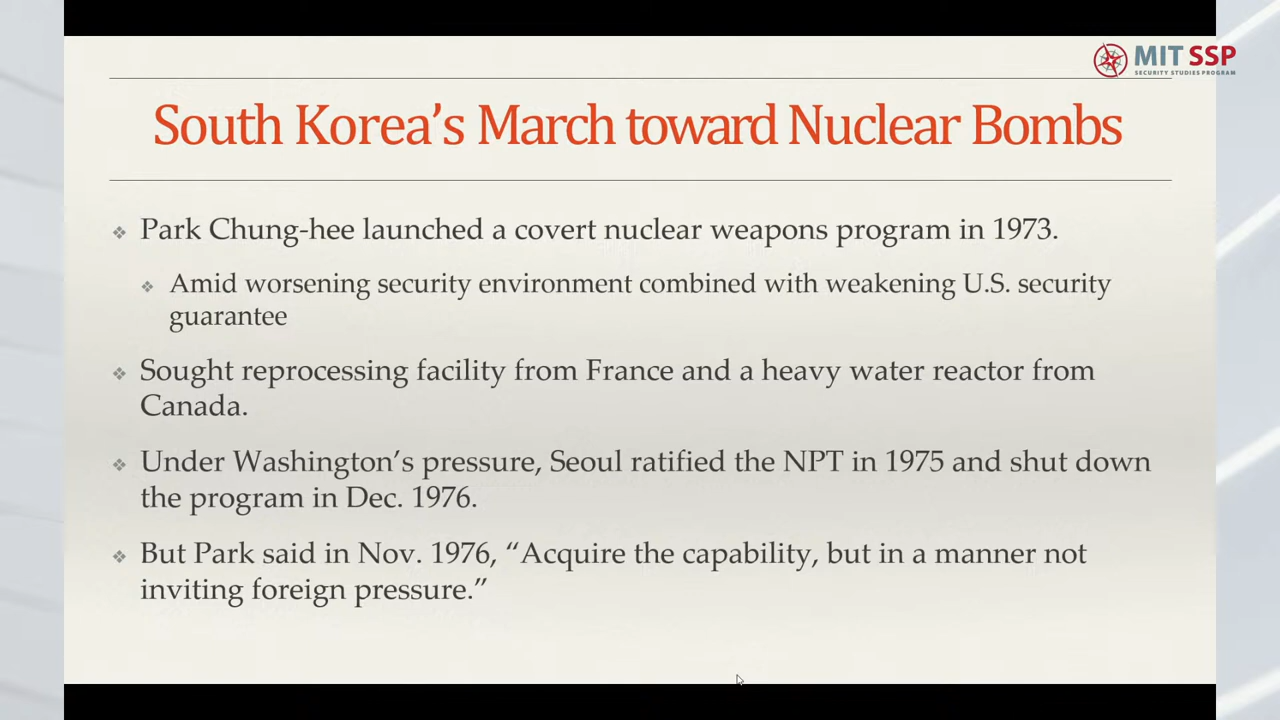 MIT SSP
SECURITY STUDIES PROGRAM
South Korea’s March toward Nuclear Bombs
❖ Park Chung-hee launched a covert nuclear weapons program in 1973.
❖ Amid worsening security environment combined with weakening U.S. security
guarantee
❖ Sought reprocessing facility from France and a heavy water reactor from
Canada.
❖ Under Washington’s pressure, Seoul ratified the NPT in 1975 and shut down
the program in Dec. 1976.
❖ But Park said in Nov. 1976, “Acquire the capability, but in a manner not
inviting foreign pressure.”